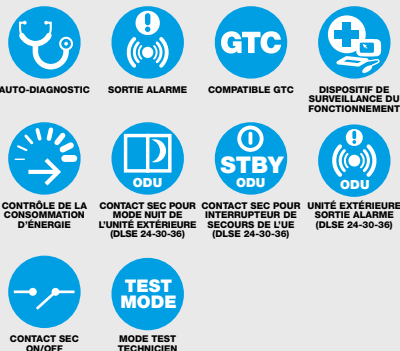 GTC
AUTO-DIAGNOSTIC
SORTIE ALARME
COMPATIBLE GTC
DISPOSITIF DE
SURVEILLANCE DU
FONCTIONNEMENT
ODU
STBY
ODU
ODU
CONTRÔLE DE LA
CONSOMMATION
D'ÉNERGIE
CONTACT SEC POUR
MODE NUIT DE
L'UNITÉ EXTÉRIEURE
(DLSE 24-30-36)
CONTACT SEC POUR
INTERRUPTEUR DE
SECOURS DE L'UE
(DLSE 24-30-36)
UNITÉ EXTÉRIEURE
SORTIE ALARME
(DLSE 24-30-36)
TEST
MODE
CONTACT SEC
ON/OFF
MODE TEST
TECHNICIEN